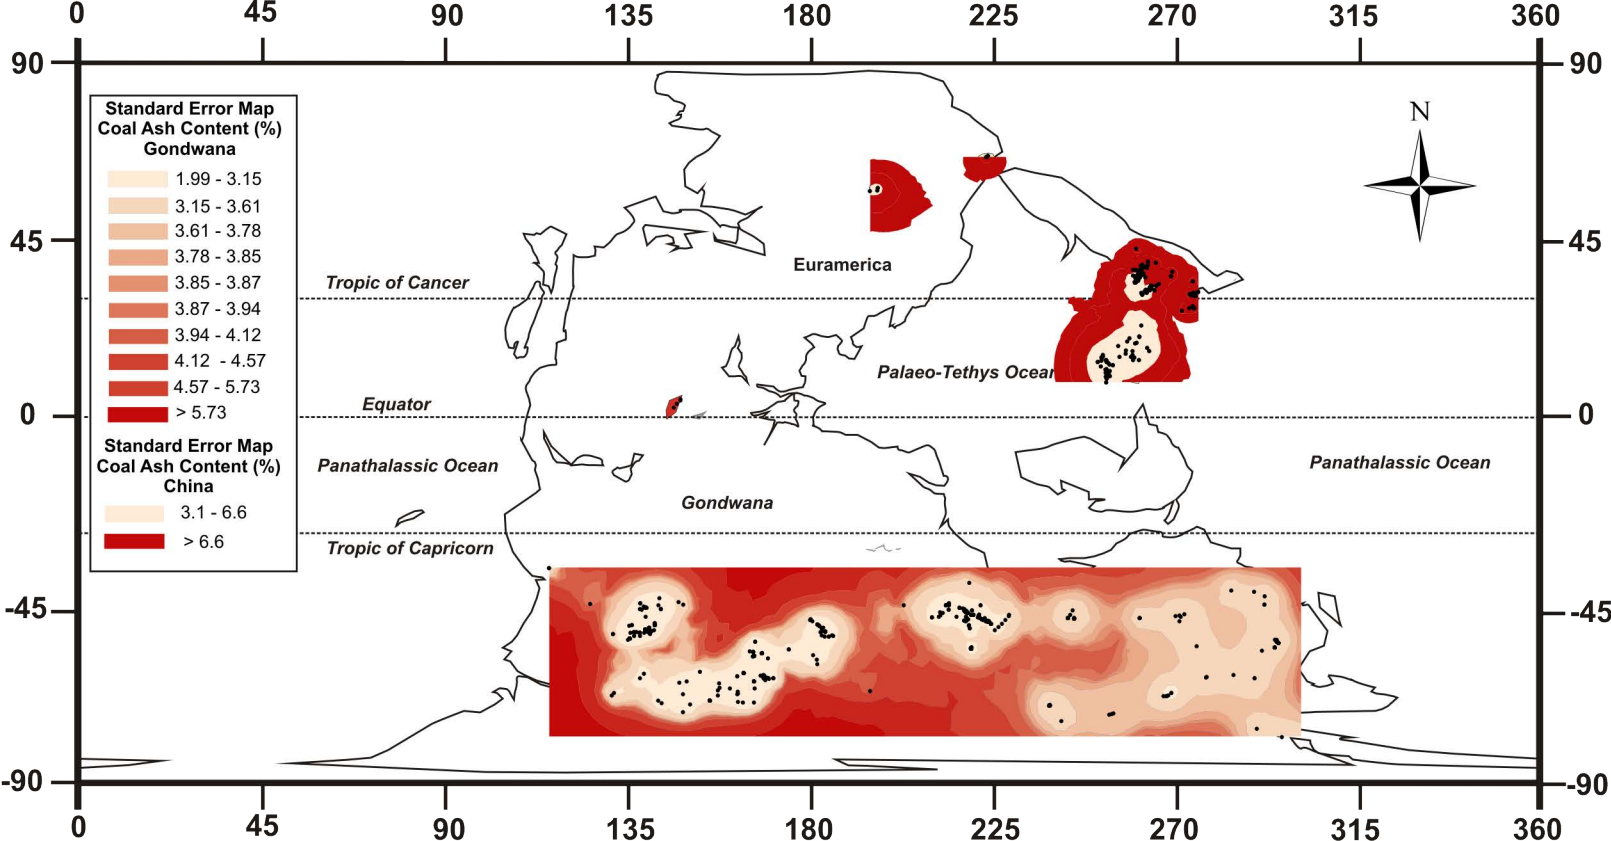 0 45 90 135 180 225 270 315 360
90 90
Standard Error Map
Coal Ash Content (%)
Gondwana
1.99 - 3.15
3.15 - 3.61
3.61 - 3.78
3.78 - 3.85
3.85 - 3.87
3.87 - 3.94
3.94 - 4.12
4.12 - 4.57
4.57 - 5.73
> 5.73
Standard Error Map
Coal Ash Content (%)
China
3.1 - 6.6
> 6.6
N
45 45
Euramerica
Tropic of Cancer
Palaeo-Tethys Ocean
Equator
0 0
Panathalassic Ocean
Panathalassic Ocean
Gondwana
Tropic of Capricorn
-45 -45
-90 -90
0 45 90 135 180 225 270 315 360